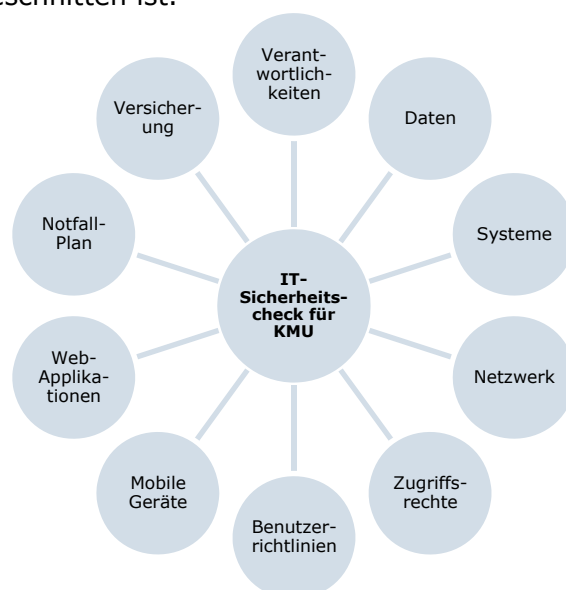 Verant-
wortlich-
keiten
Daten
Systeme
Netzwerk
Zugriffs-
rechte
Benutzer-
richtlinien
Mobile
Geräte
Web-
Applika-
tionen
Notfall-
Plan
Versicher-
ung
IT-
Sicherheits-
check für
KMU